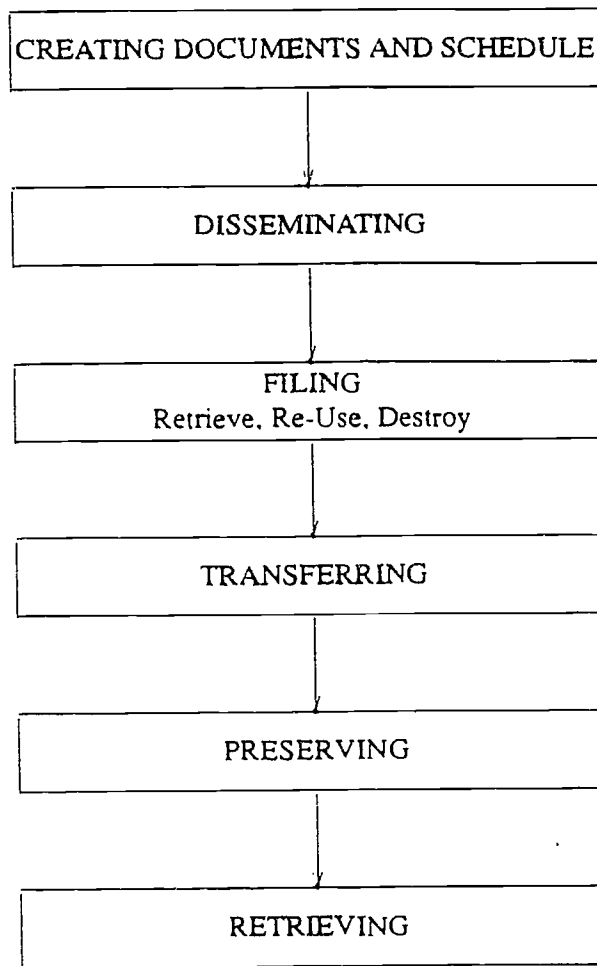 CREATING DOCUMENTS AND SCHEDULE
DISSEMINATING
FILING
Retrieve, Re-Use, Destroy
TRANSFERRING
PRESERVING
RETRIEVING